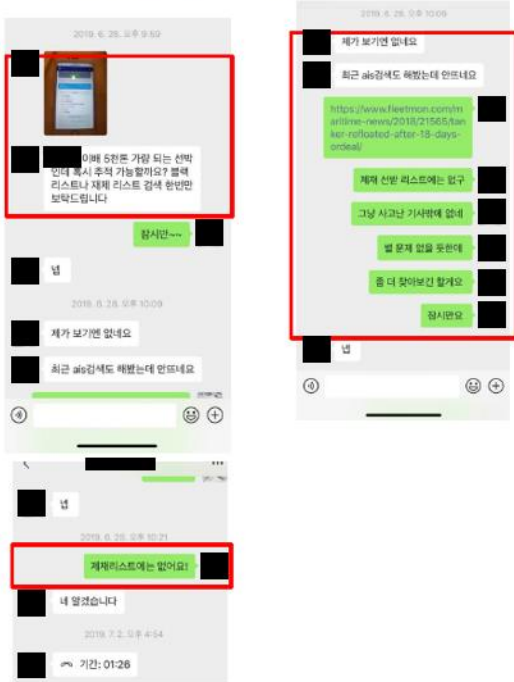 2019. 6. 28. 오후 9:59
이배 5천톤 가량 되는 선박
인데 혹시 추적 가능할까요? 블랙
리스트나 재제 리스트 검색 한번만
보탁드립니다
잠시만~~
넵
2019. 6. 28. 오후 10:09
제가 보기엔 없네요
최근 ais검색도 해봤는데 안뜨네요
2019. 6. 28. 오후 10:09
제가 보기엔 없네요
최근 ais검색도 해봤는데 안뜨네요
https://www.fleetmon.com/m
aritime-news/2018/21565/tan
ker-refloated-after-18-days-
ordeal/
제재 선박 리스트에는 없구
그냥 사고난 기사밖에 없네
별 문제 없을 듯한데
좀 더 찾아보긴 할게요
잠시만요
넵
넵
2019. 6. 28. 오후 10:21
제재리스트에는 없어요!
네 알겠습니다
2019. 7. 2. 오후 4:54
기간: 01:26